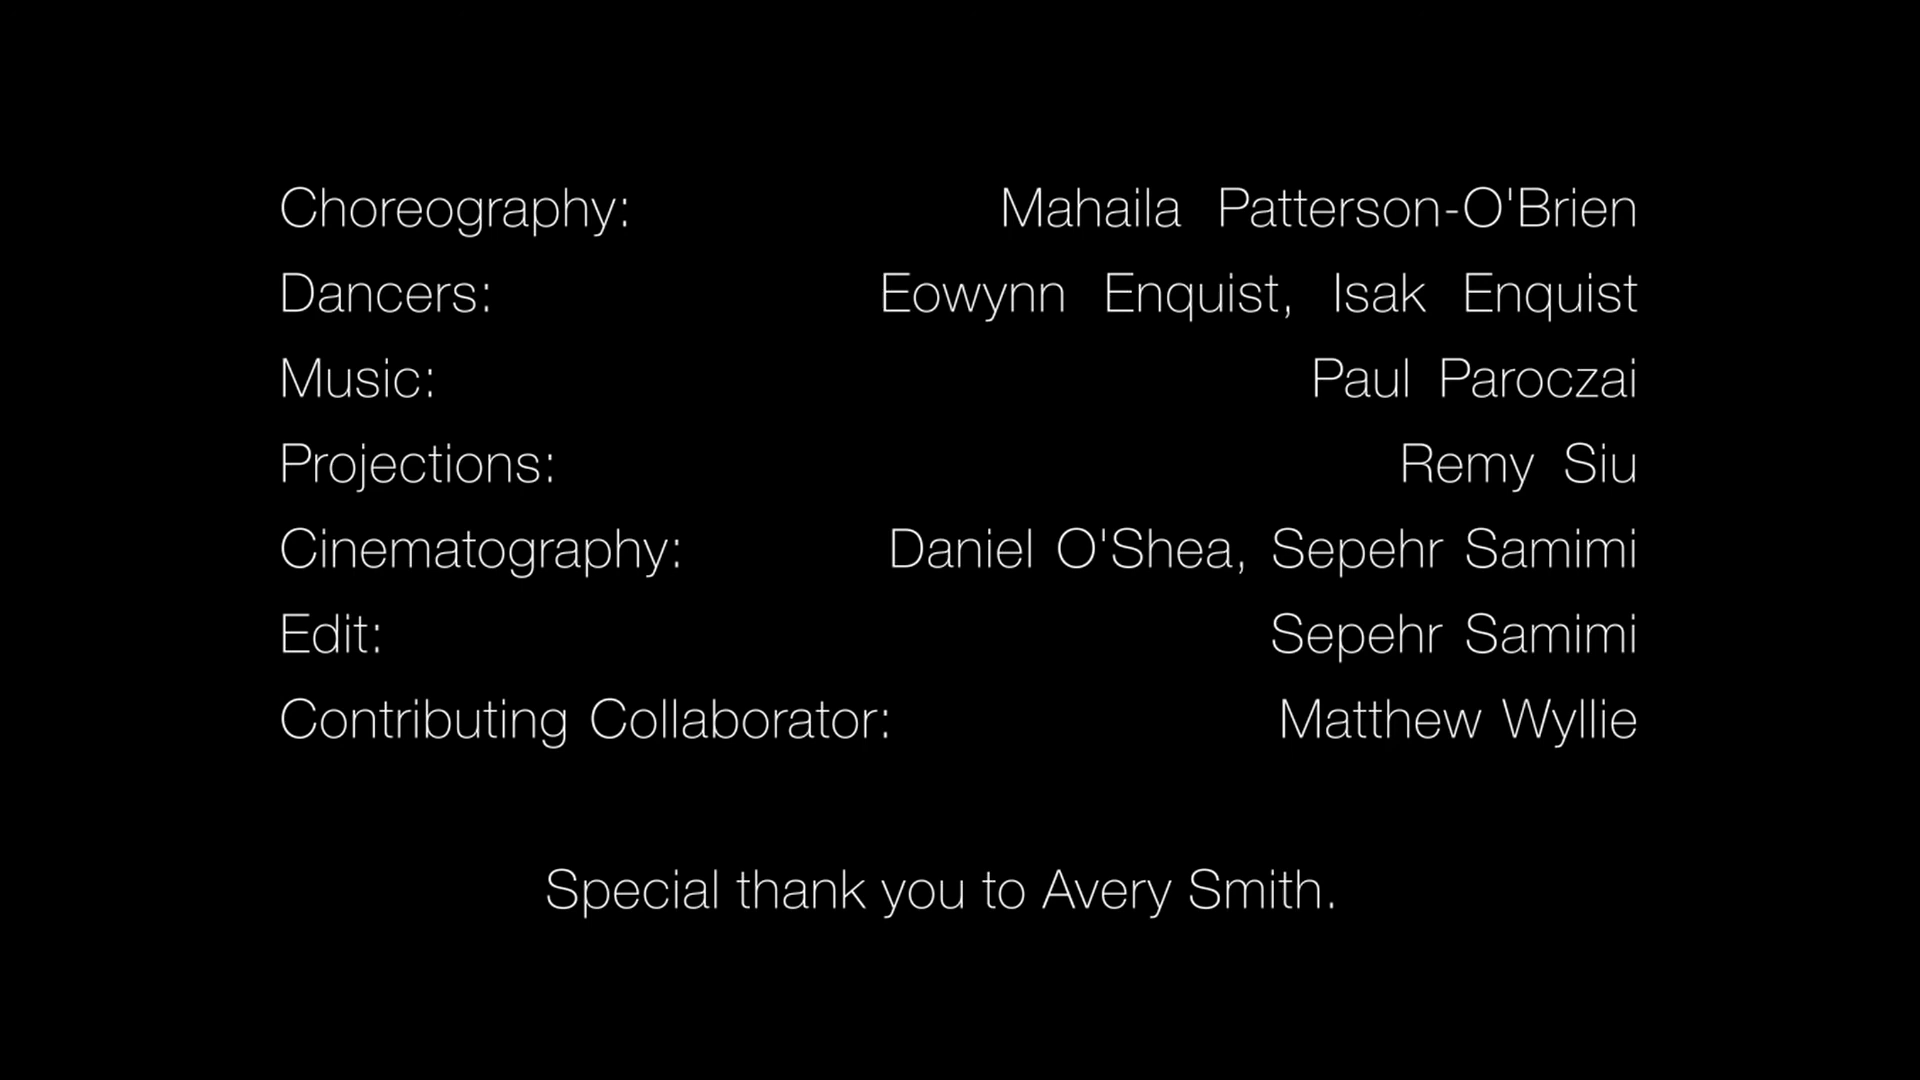 Choreography: Mahaila Patterson-O'Brien
Dancers: Eowynn Enquist, Isak Enquist
Music: Paul Paroczai
Projections: Remy Siu
Cinematography: Daniel O'Shea, Sepehr Samimi
Edit: Sepehr Samimi
Contributing Collaborator: Matthew Wyllie
Special thank you to Avery Smith.